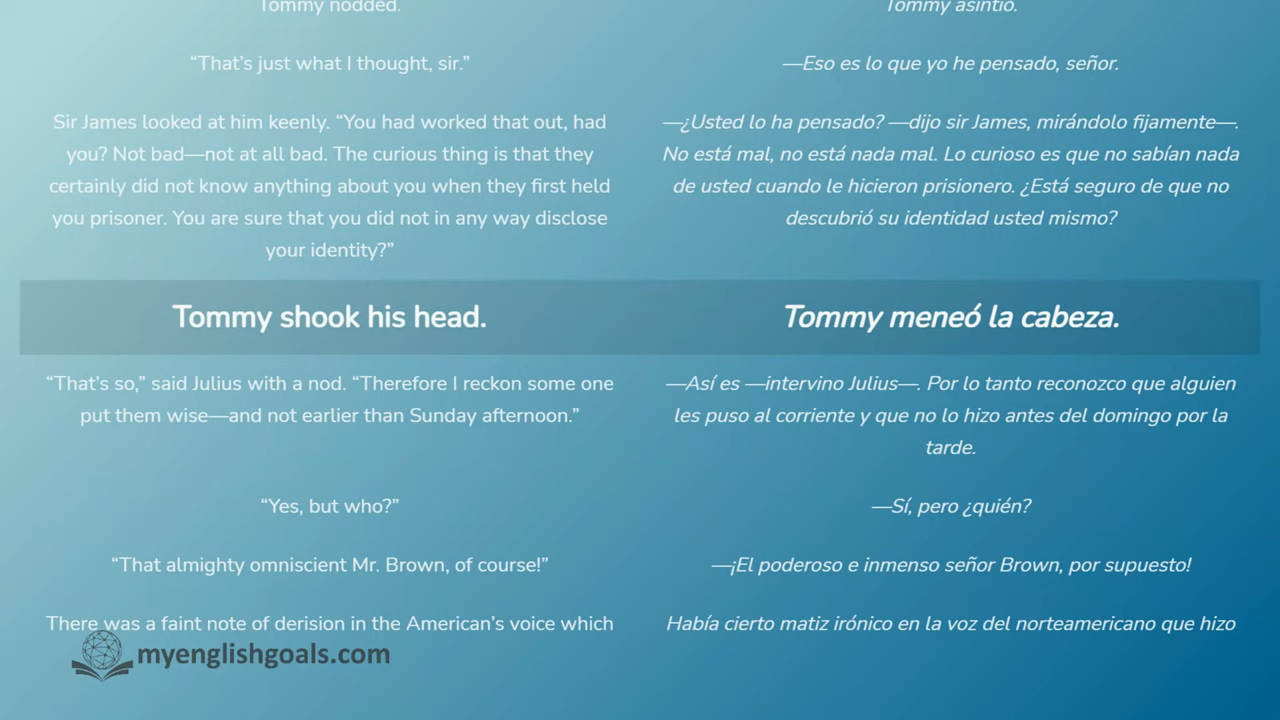 Tommy nodded.
“That’s just what I thought, sir.”
Sir James looked at him keenly. “You had worked that out, had
you? Not bad—not at all bad. The curious thing is that they
certainly did not know anything about you when they first held
you prisoner. You are sure that you did not in any way disclose
your identity?”
Tommy shook his head.
“That’s so,” said Julius with a nod. “Therefore I reckon some one
put them wise—and not earlier than Sunday afternoon.”
“Yes, but who?”
“That almighty omniscient Mr. Brown, of course!”
There was a faint note of derision in the American’s voice which
Tommy asintió.
—Eso es lo que yo he pensado, señor.
—¿Usted lo ha pensado? —dijo sir James, mirándolo fijamente—.
No está mal, no está nada mal. Lo curioso es que no sabían nada
de usted cuando le hicieron prisionero. ¿Está seguro de que no
descubrió su identidad usted mismo?
Tommy meneó la cabeza.
—Así es —intervino Julius—. Por lo tanto reconozco que alguien
les puso al corriente y que no lo hizo antes del domingo por la
tarde.
—Sí, pero ¿quién?
—¡El poderoso e inmenso señor Brown, por supuesto!
Había cierto matiz irónico en la voz del norteamericano que hizo
myenglishgoals.com